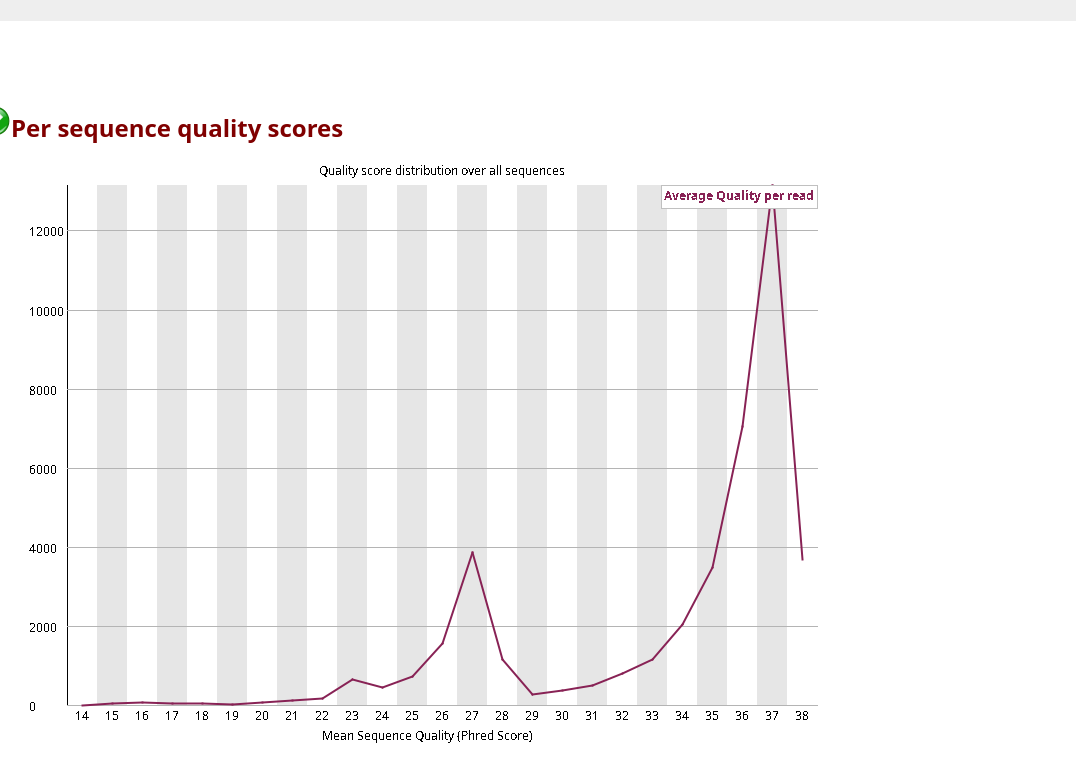 Per sequence quality scores
Quality score distribution over all sequences
Average Quality per read
12000
10000
8000
6000
4000
2000
0
14 15 16 17 18 19 20 21 22 23 24 25 26 27 28 29 30 31 32 33 34 35 36 37 38
Mean Sequence Quality (Phred Score)